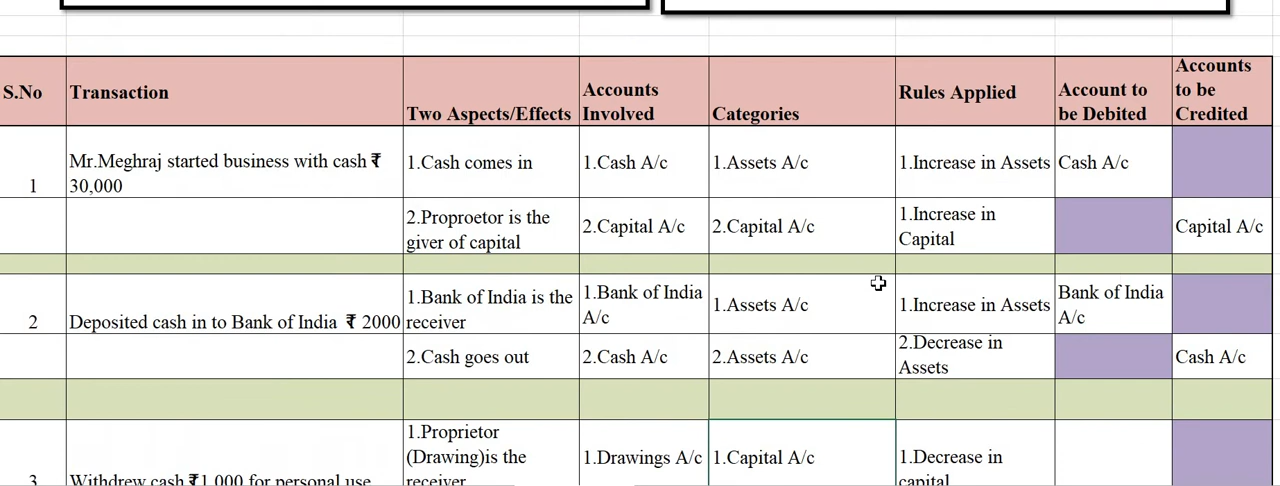 S.No
Transaction
Two Aspects/Effects
Accounts
Involved
Categories
Rules Applied
Account to
be Debited
Accounts
to be
Credited
1
Mr.Meghraj started business with cash ₹
30,000
1.Cash comes in
1.Cash A/c
1.Assets A/c
1.Increase in Assets
Cash A/c
2.Proproetor is the
giver of capital
2.Capital A/c
2.Capital A/c
1.Increase in
Capital
Capital A/c
2
Deposited cash in to Bank of India ₹ 2000
1.Bank of India is the
receiver
1.Bank of India
A/c
1.Assets A/c
1.Increase in Assets
Bank of India
A/c
2.Cash goes out
2.Cash A/c
2.Assets A/c
2.Decrease in
Assets
Cash A/c
3
Withdrew cash ₹1,000 for personal use
1.Proprietor
(Drawing)is the
receiver
1.Drawings A/c
1.Capital A/c
1.Decrease in
capital